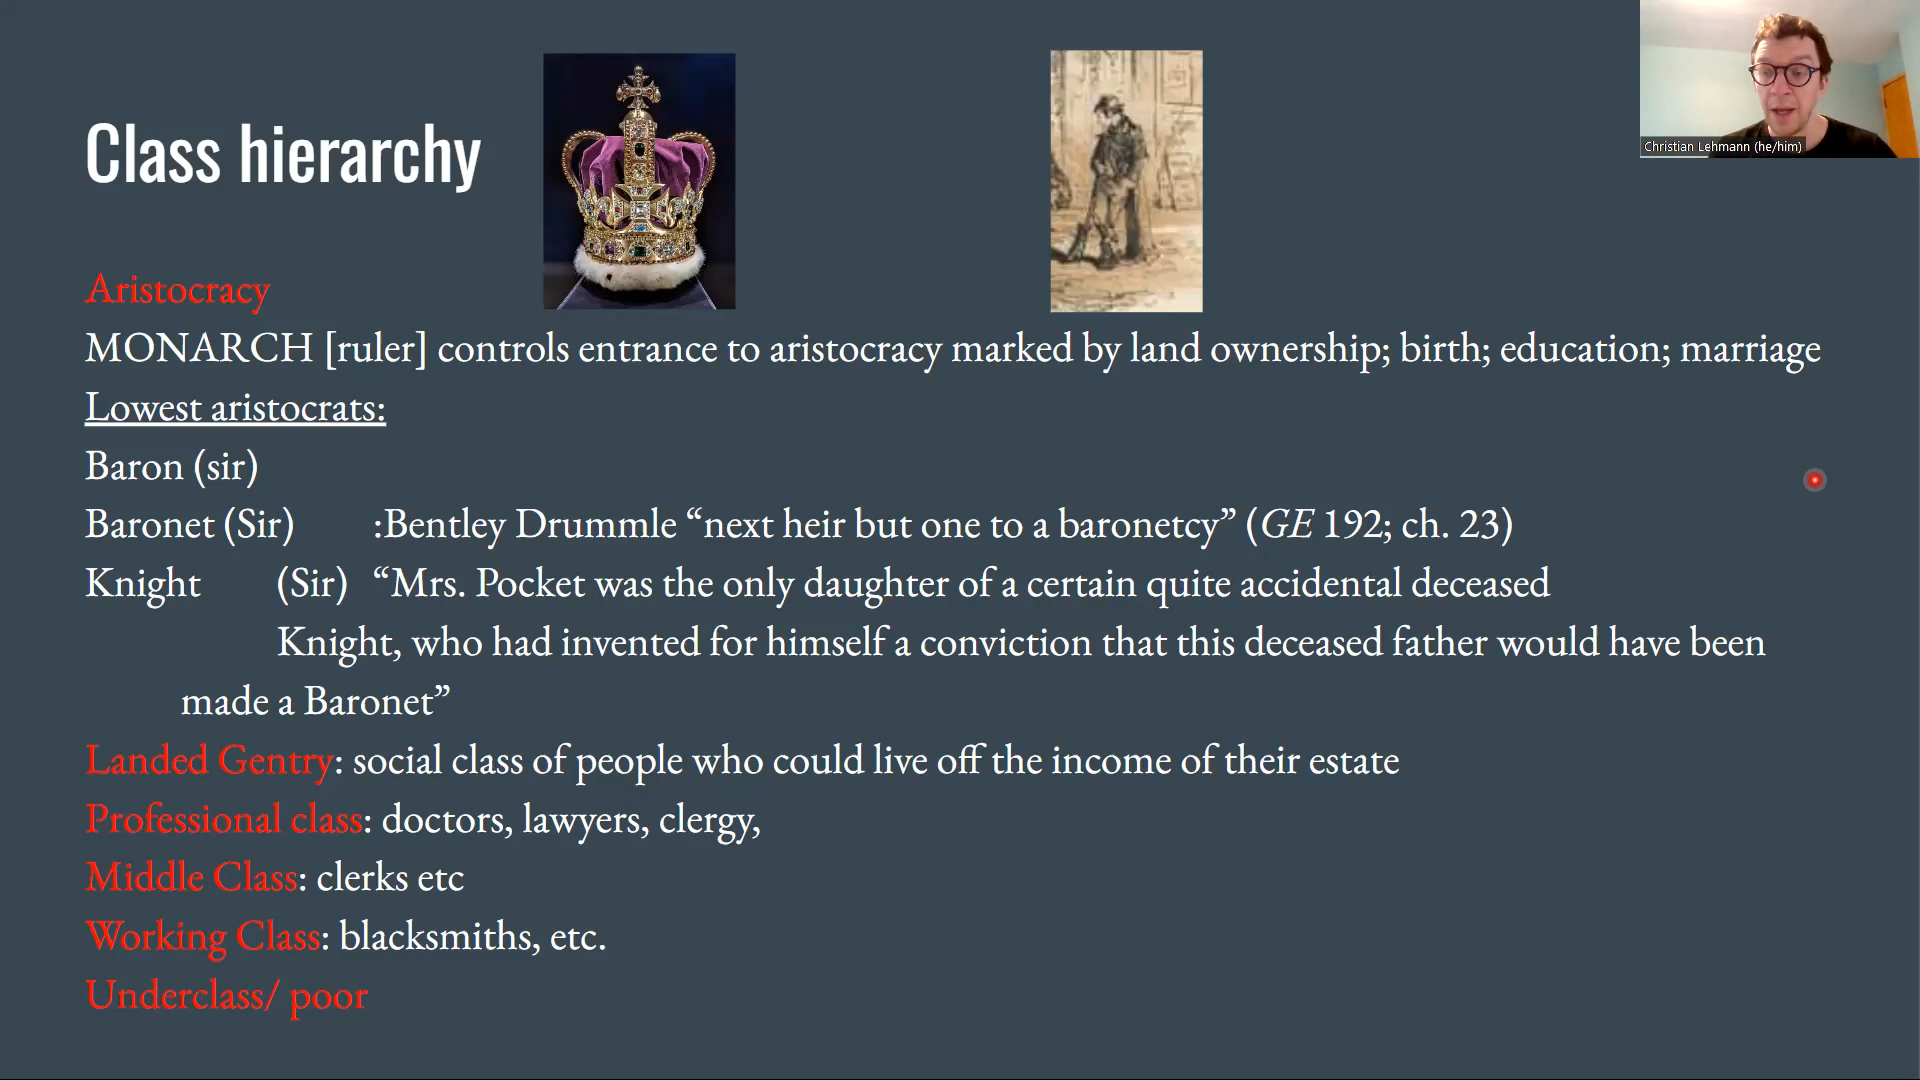 Christian Lehmann (he/him)
Class hierarchy
Aristocracy
MONARCH [ruler] controls entrance to aristocracy marked by land ownership; birth; education; marriage
Lowest aristocrats:
Baron (sir)
Baronet (Sir) :Bentley Drummle “next heir but one to a baronetcy” (GE 192; ch. 23)
Knight (Sir) “Mrs. Pocket was the only daughter of a certain quite accidental deceased
Knight, who had invented for himself a conviction that this deceased father would have been
made a Baronet”
Landed Gentry: social class of people who could live off the income of their estate
Professional class: doctors, lawyers, clergy,
Middle Class: clerks etc
Working Class: blacksmiths, etc.
Underclass/ poor